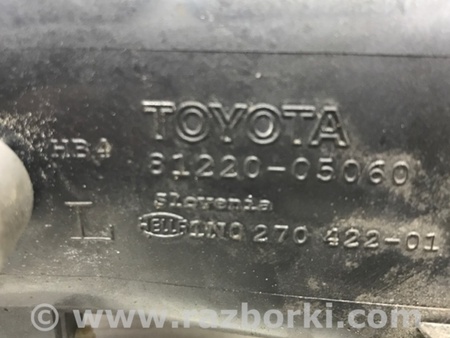 TOYOTA
HB4 81220-05060
Slovenia
L HELLA 1N0 270 422-01
www.razborki.com